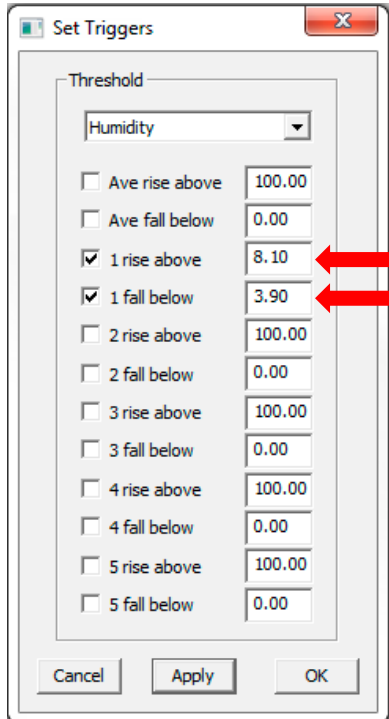 Set Triggers
Threshold
Humidity
Ave rise above 100.00
Ave fall below 0.00
1 rise above 8.10
1 fall below 3.90
2 rise above 100.00
2 fall below 0.00
3 rise above 100.00
3 fall below 0.00
4 rise above 100.00
4 fall below 0.00
5 rise above 100.00
5 fall below 0.00
Cancel Apply OK